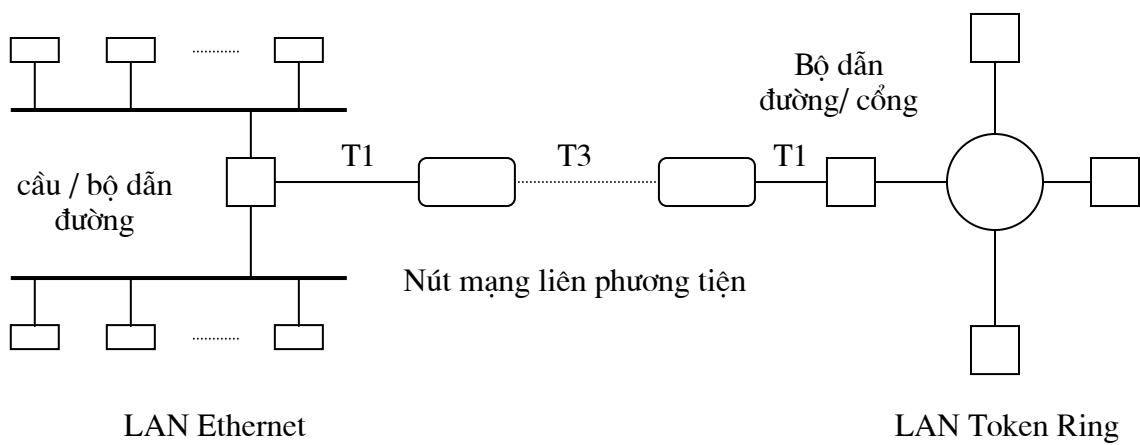 Bộ dẫn
đường/ cổng
T1
T3
T1
cầu / bộ dẫn
đường
Nút mạng liên phương tiện
LAN Ethernet
LAN Token Ring